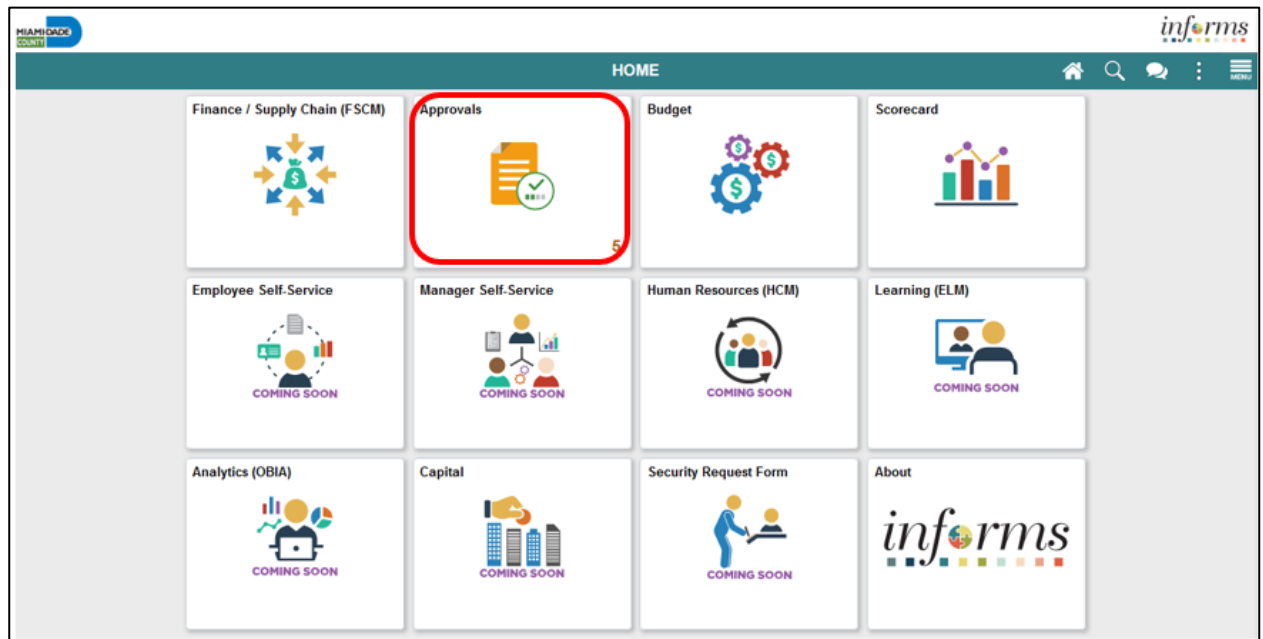 MIAMI-DADE
COUNTY
informs
HOME
MENU
Finance / Supply Chain (FSCM)
Approvals
Budget
Scorecard
5
Employee Self-Service
Manager Self-Service
Human Resources (HCM)
Learning (ELM)
COMING SOON
COMING SOON
COMING SOON
COMING SOON
Analytics (OBIA)
Capital
Security Request Form
About
informs
COMING SOON
COMING SOON
COMING SOON